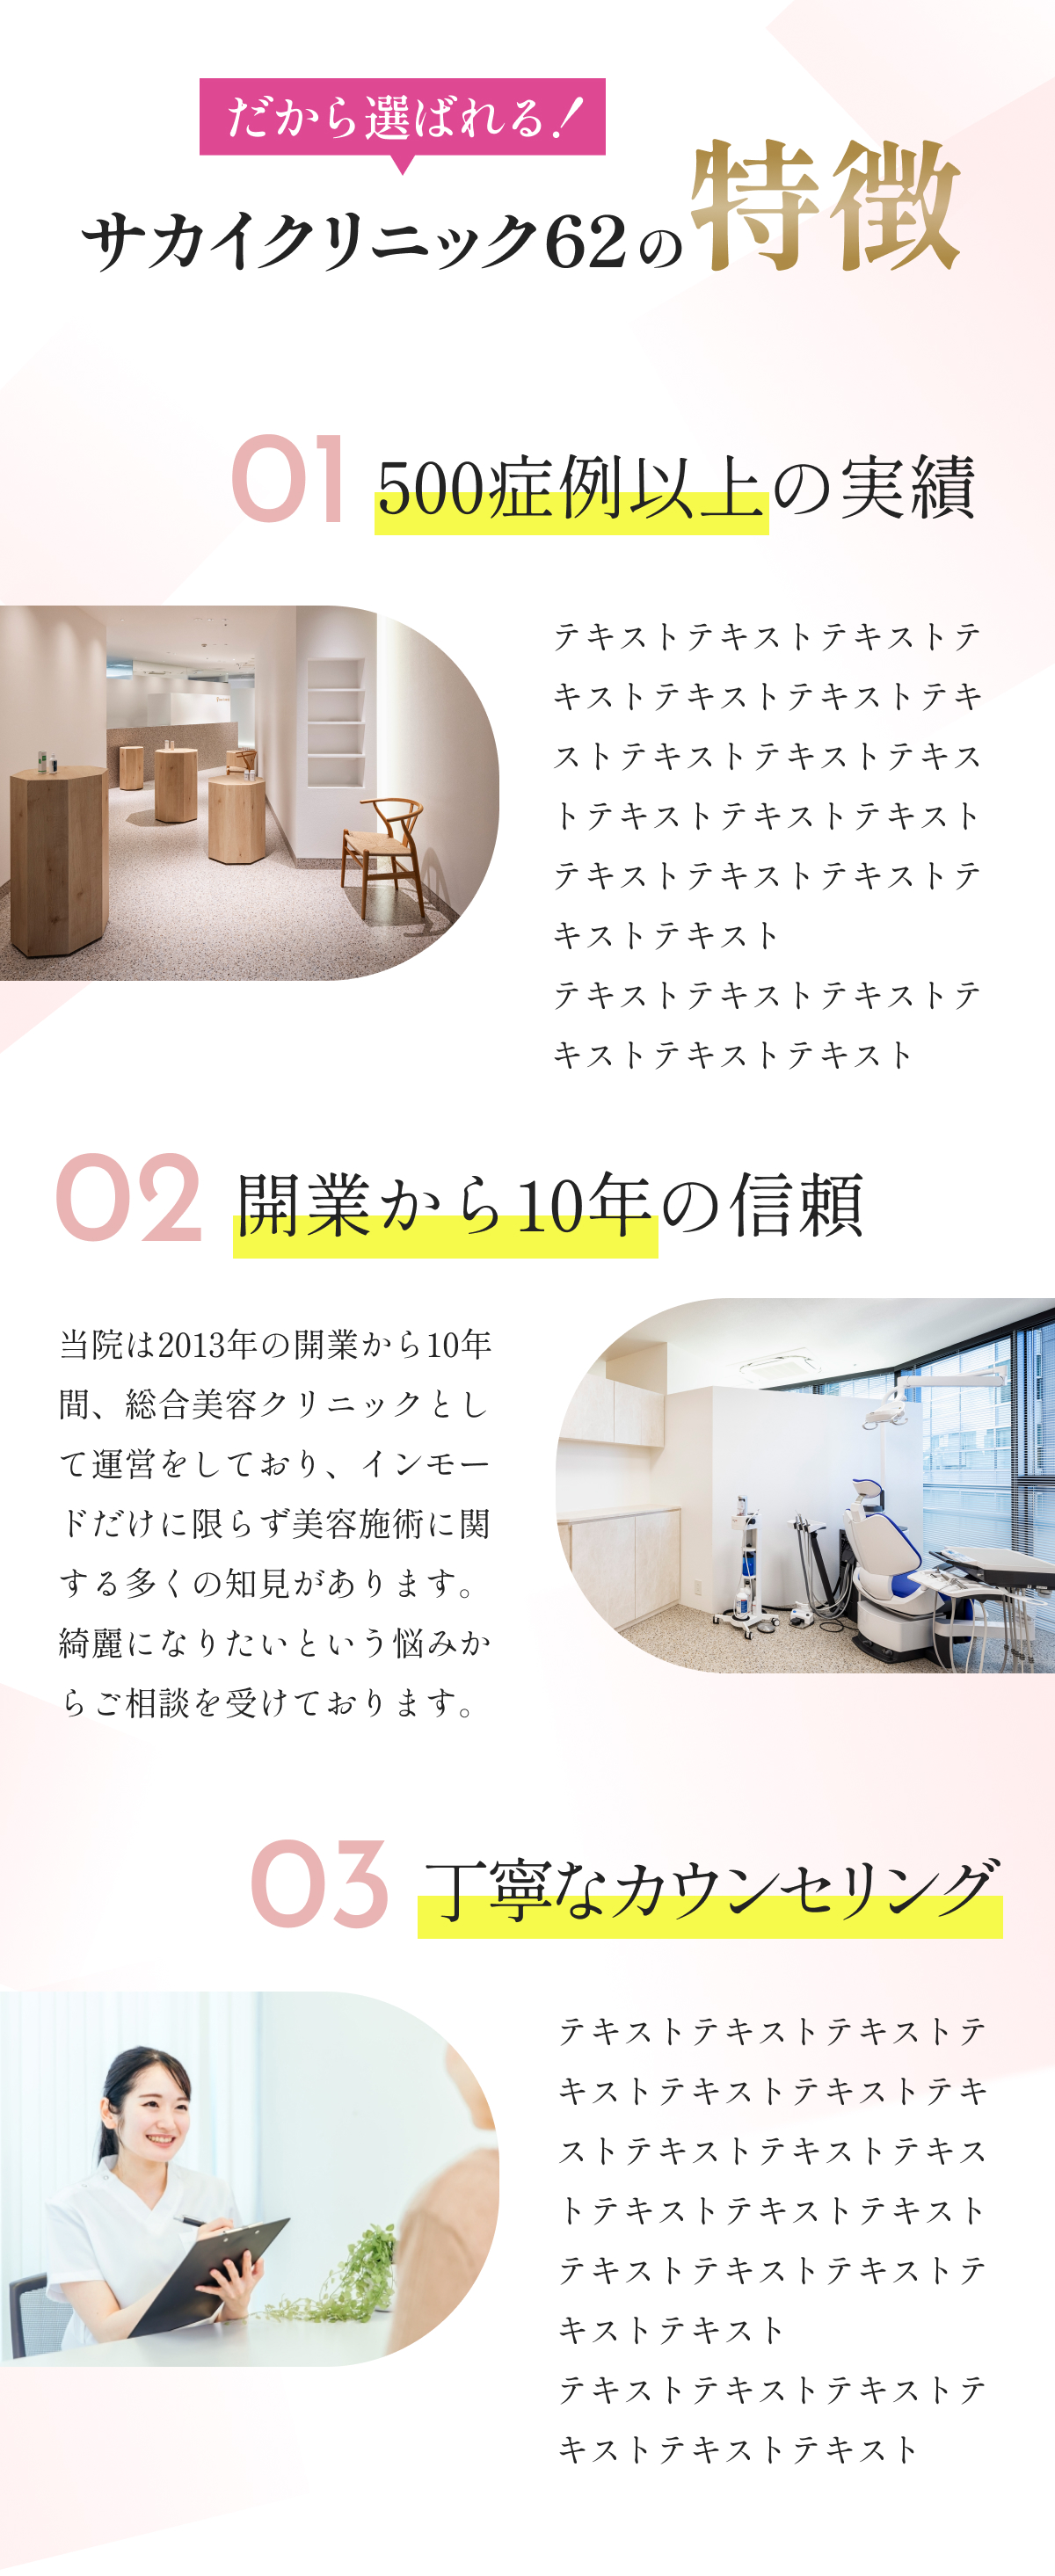 だから選ばれる!
サカイクリニック62の特徴
01 500症例以上の実績
テキストテキストテキストテ
キストテキストテキストテキ
ストテキストテキストテキス
トテキストテキストテキスト
テキストテキストテキストテ
キストテキスト
テキストテキストテキストテ
キストテキストテキスト
02 開業から10年の信頼
当院は2013年の開業から10年
間、総合美容クリニックとし
て運営をしており、インモー
ドだけに限らず美容施術に関
する多くの知見があります。
綺麗になりたいという悩みか
らご相談を受けております。
03 丁寧なカウンセリング
テキストテキストテキストテ
キストテキストテキストテキ
ストテキストテキストテキス
トテキストテキストテキスト
テキストテキストテキストテ
キストテキスト
テキストテキストテキストテ
キストテキストテキスト